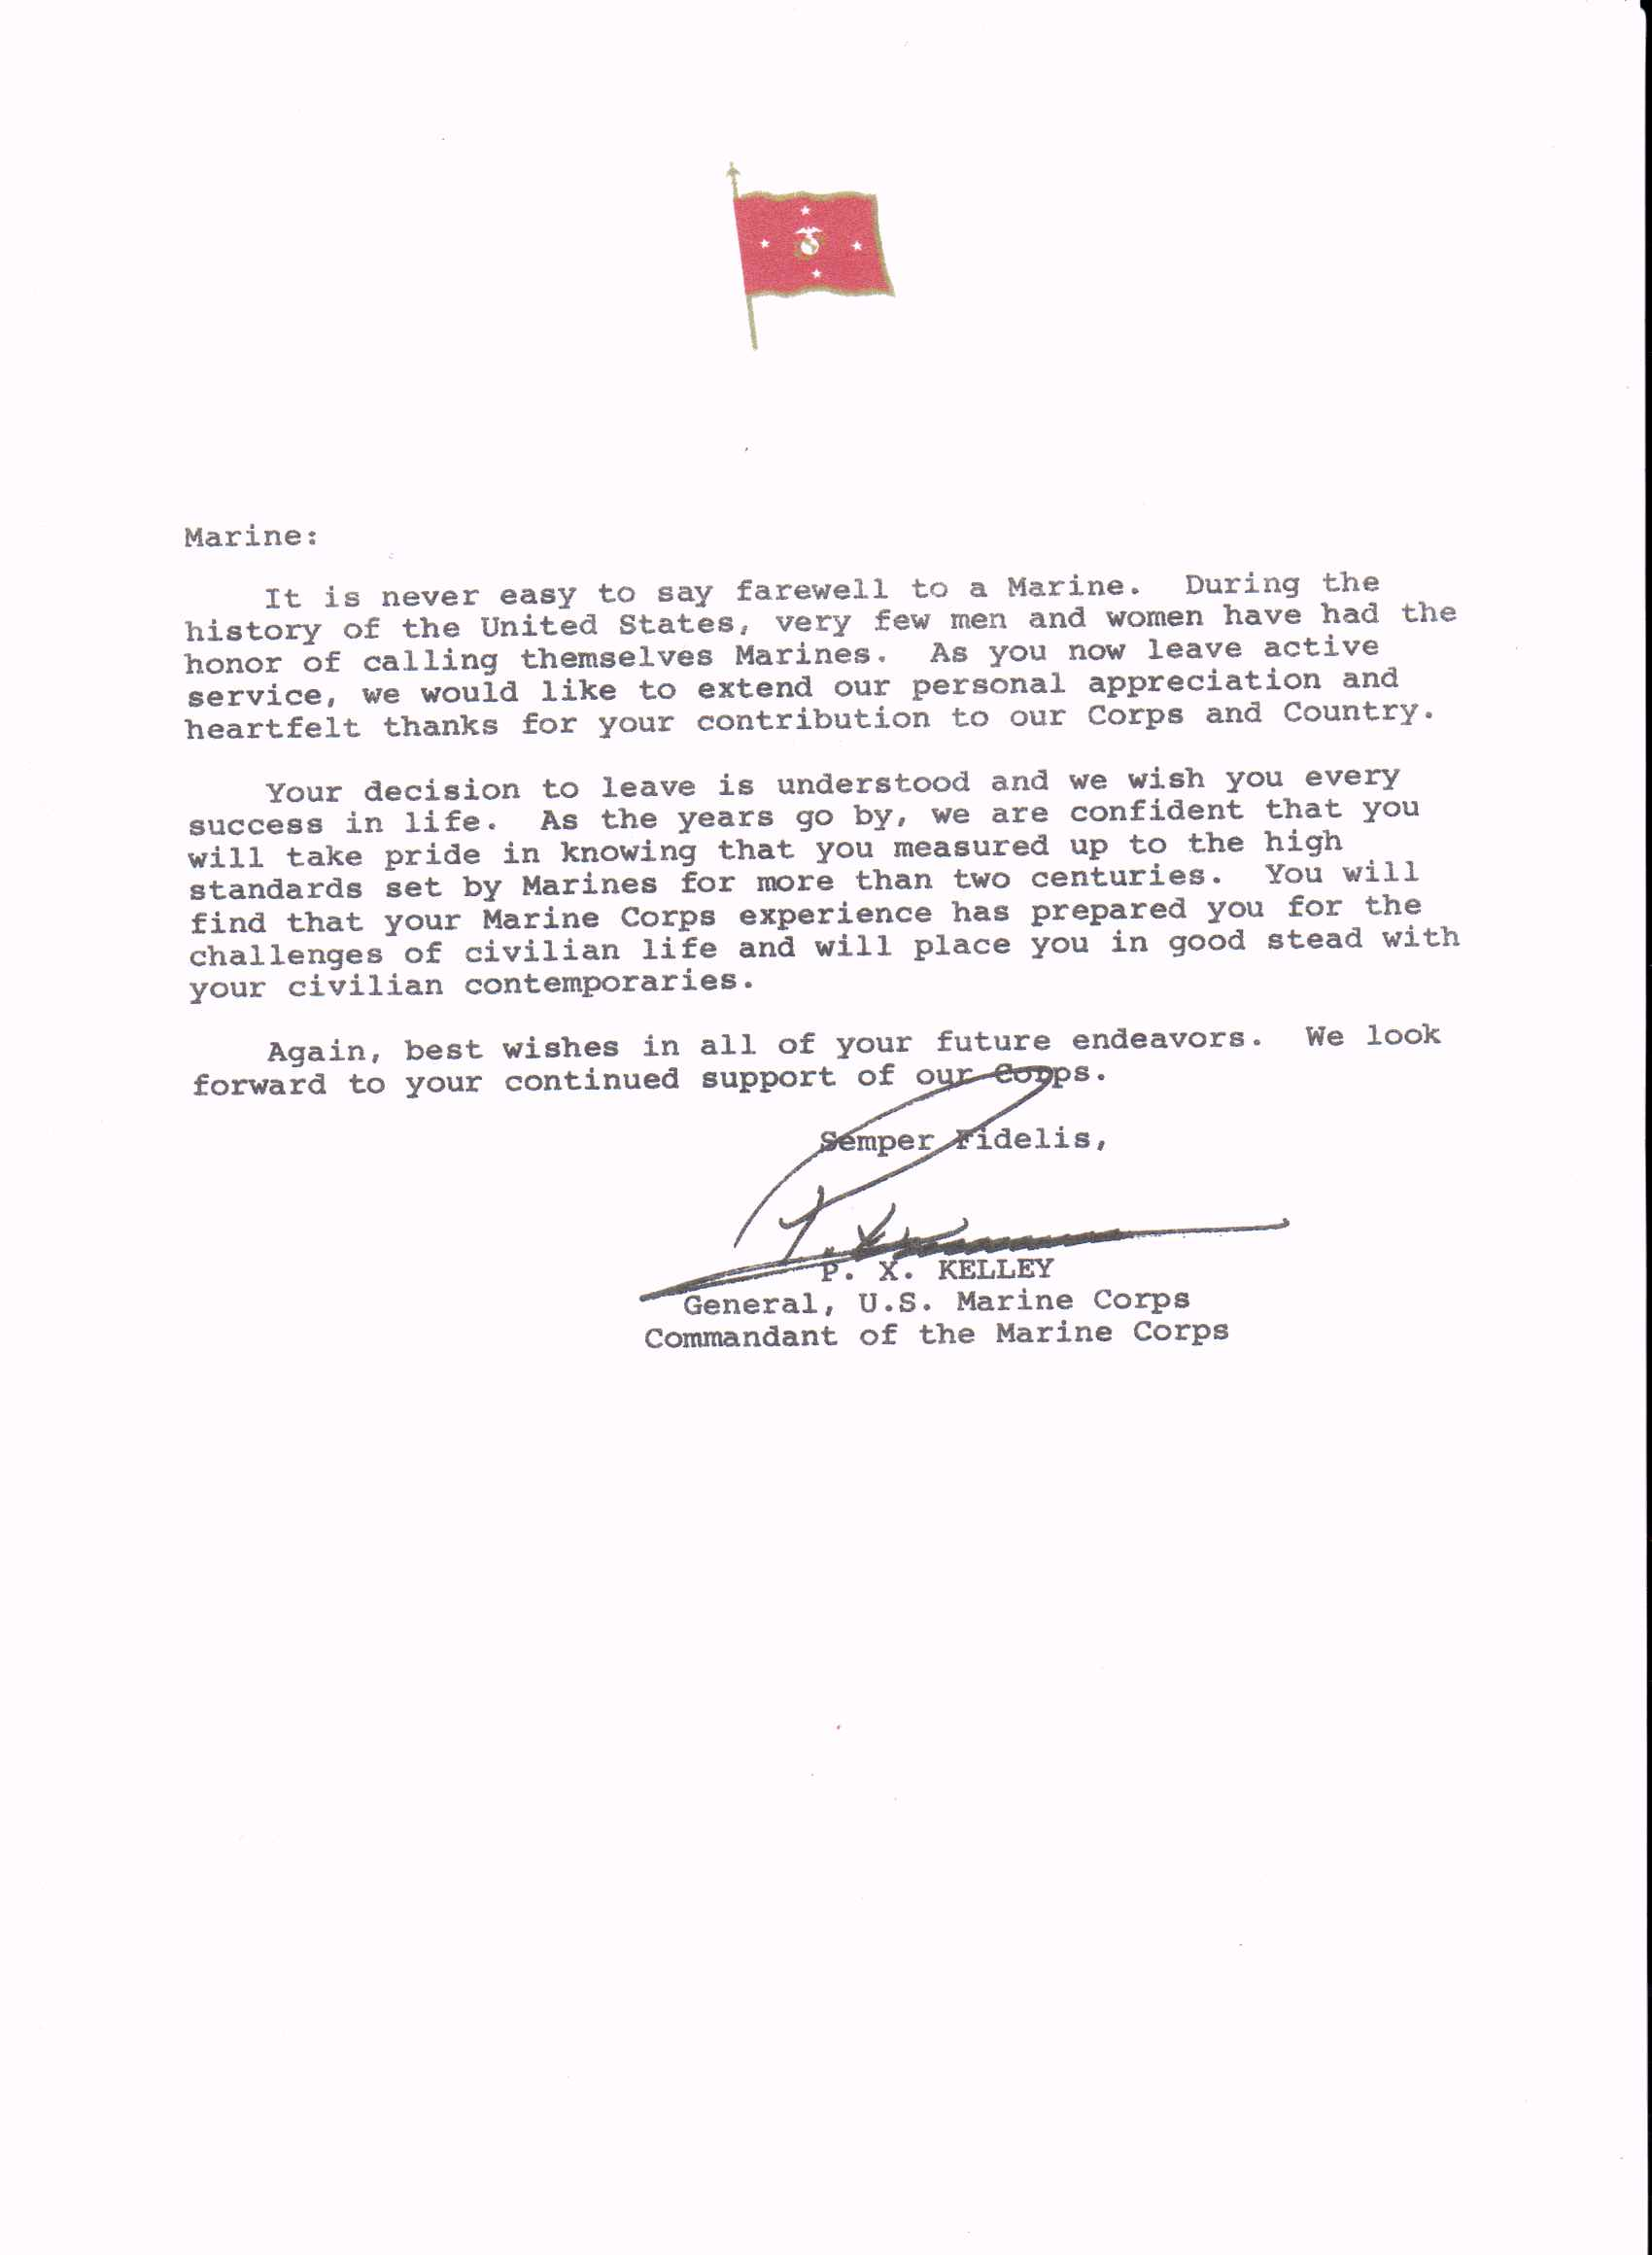 Marine:
It is never easy to say farewell to a Marine. During the
history of the United States, very few men and women have had the
honor of calling themselves Marines. As you now leave active
service, we would like to extend our personal appreciation and
heartfelt thanks for your contribution to our Corps and Country.
Your decision to leave is understood and we wish you every
success in life. As the years go by, we are confident that you
will take pride in knowing that you measured up to the high
standards set by Marines for more than two centuries. You will
find that your Marine Corps experience has prepared you for the
challenges of civilian life and will place you in good stead with
your civilian contemporaries.
Again, best wishes in all of your future endeavors. We look
forward to your continued support of our Corps.
Semper Fidelis,
P. X. KELLEY
General, U.S. Marine Corps
Commandant of the Marine Corps